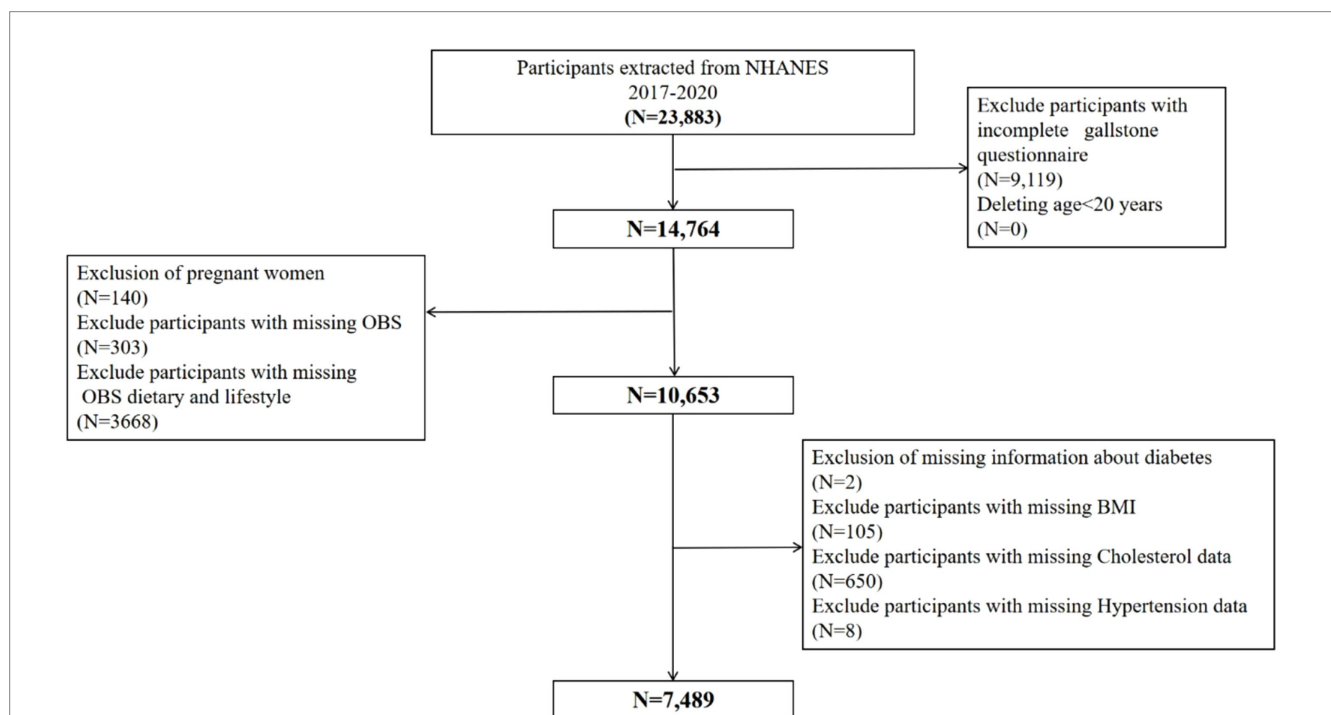 Participants extracted from NHANES
2017-2020
(N=23,883)
Exclude participants with
incomplete gallstone
questionnaire
(N=9,119)
Deleting age<20 years
(N=0)
N=14,764
Exclusion of pregnant women
(N=140)
Exclude participants with missing OBS
(N=303)
Exclude participants with missing
OBS dietary and lifestyle
(N=3668)
N=10,653
Exclusion of missing information about diabetes
(N=2)
Exclude participants with missing BMI
(N=105)
Exclude participants with missing Cholesterol data
(N=650)
Exclude participants with missing Hypertension data
(N=8)
N=7,489